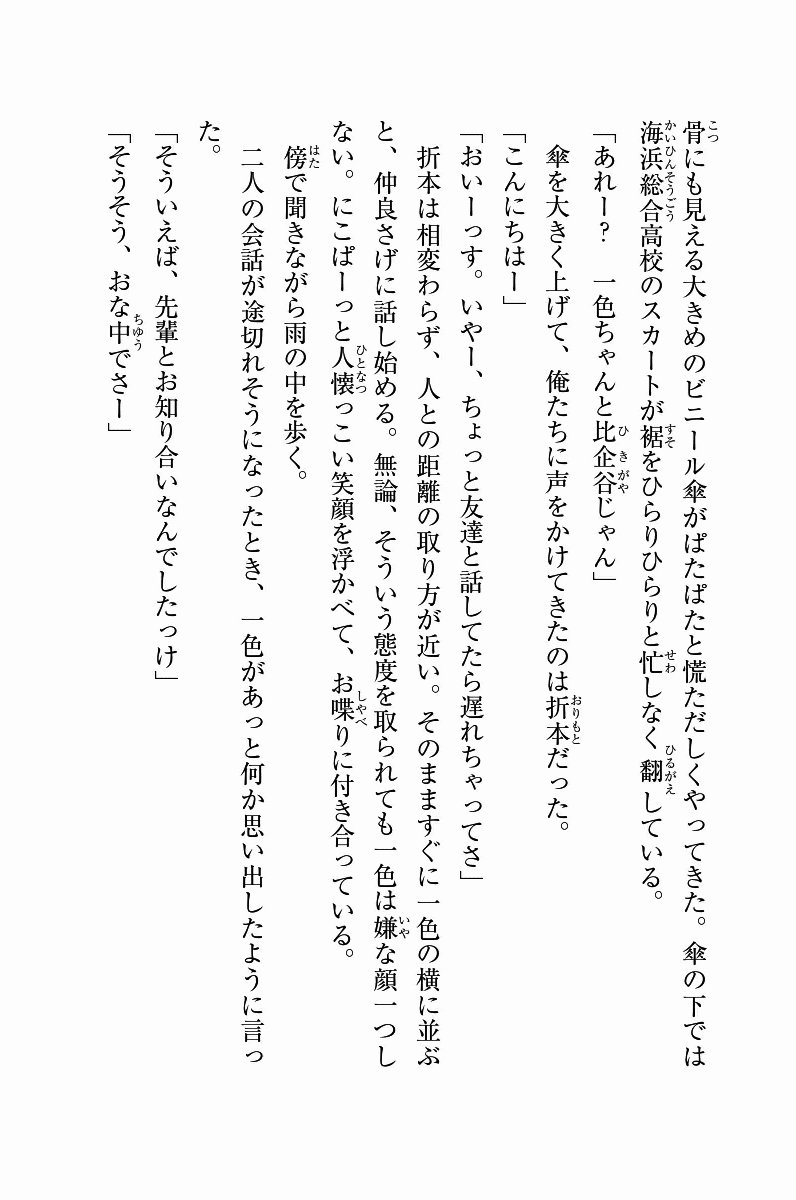 骨にも見える大きめのビニール傘がぱたぱたと慌ただしくやってきた。傘の下では
海浜総合高校のスカートが裾をひらりひらりと忙しなく翻している。
「あれー？　一色ちゃんと比企谷じゃん」
　傘を大きく上げて、俺たちに声をかけてきたのは折本だった。
「こんにちはー」
「おいーっす。いやー、ちょっと友達と話してたら遅れちゃってさ」
　折本は相変わらず、人との距離の取り方が近い。そのまますぐに一色の横に並ぶ
と、仲良さげに話し始める。無論、そういう態度を取られても一色は嫌な顔一つし
ない。にこぱーっと人懐っこい笑顔を浮かべて、お喋りに付き合っている。
　傍で聞きながら雨の中を歩く。
　二人の会話が途切れそうになったとき、一色があっと何か思い出したように言っ
た。
「そういえば、先輩とお知り合いなんでしたっけ」
「そうそう、おな中でさー」